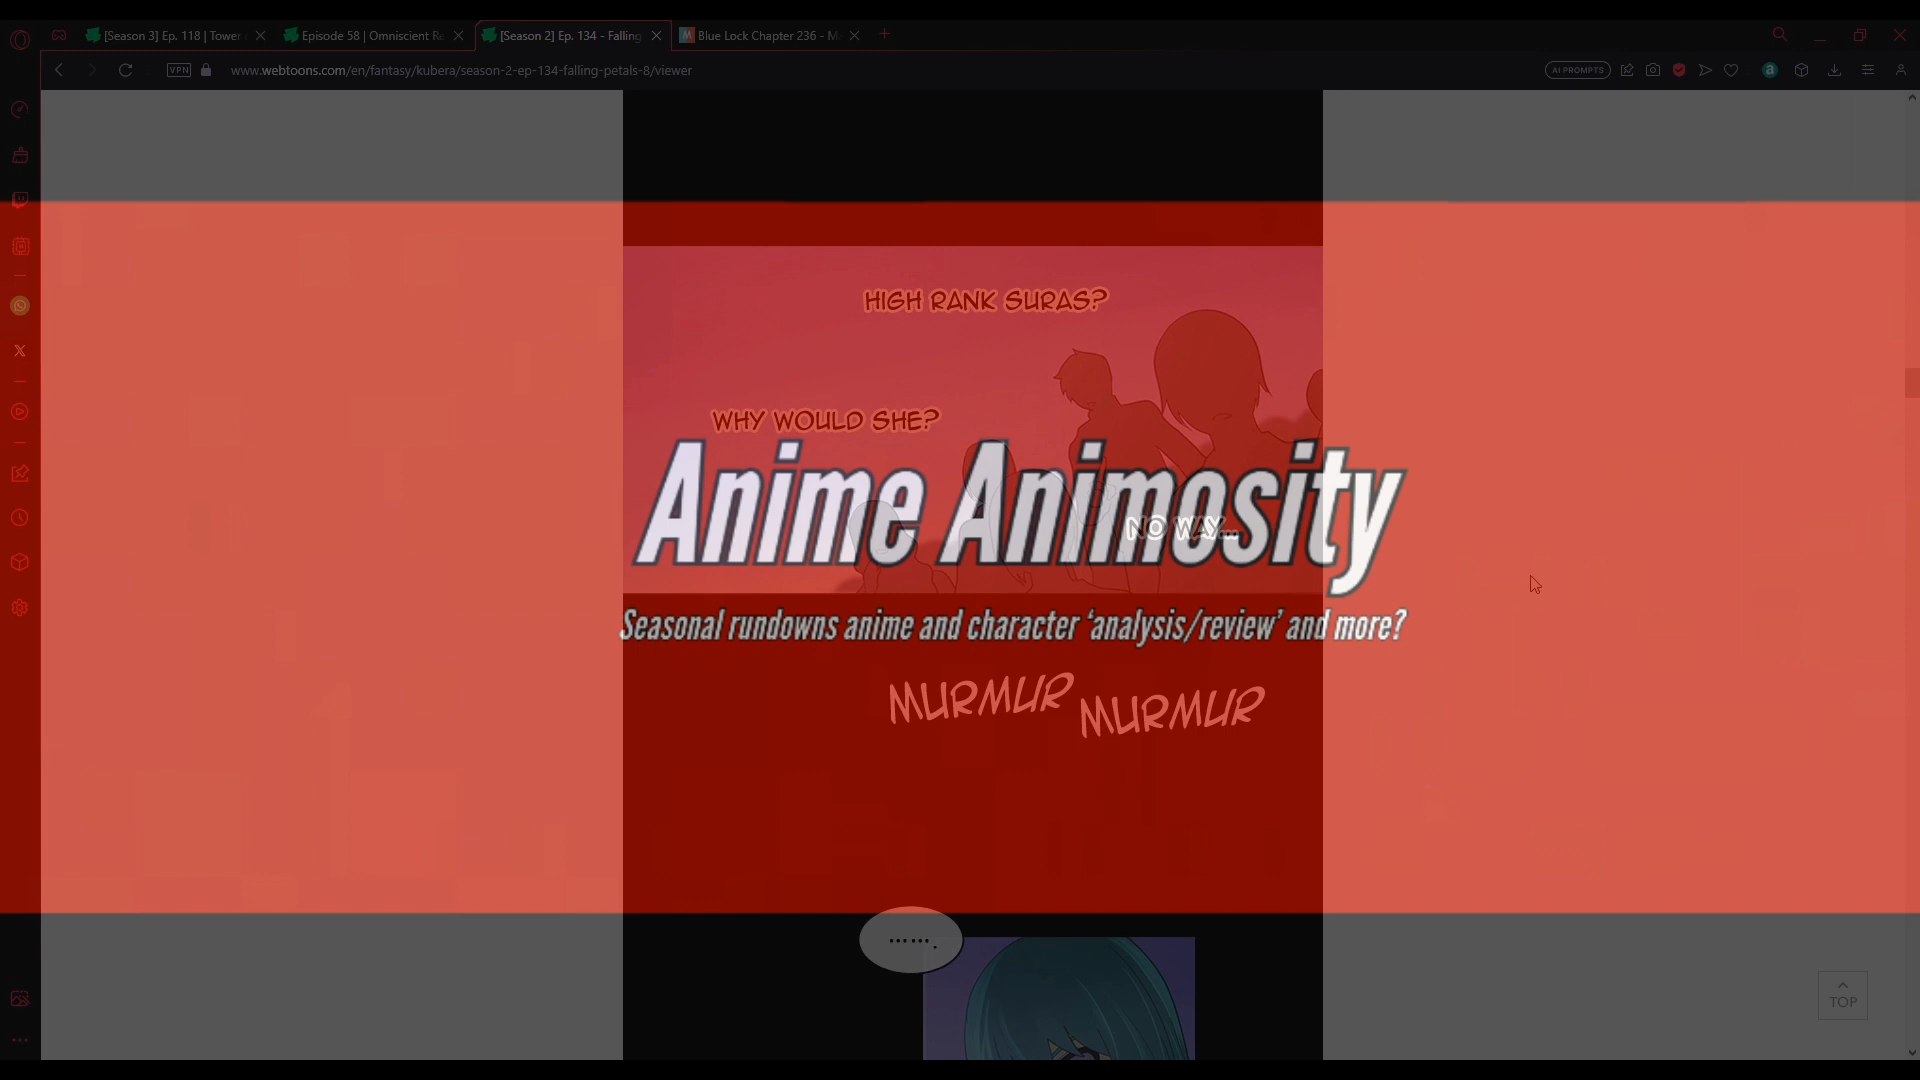 [Season 3] Ep. 118 | Tower
Episode 58 | Omniscient Re
[Season 2] Ep. 134 - Falling
Blue Lock Chapter 236 - M
VPN
www.webtoons.com/en/fantasy/kubera/season-2-ep-134-falling-petals-8/viewer
AI PROMPTS
HIGH RANK SURAS?
WHY WOULD SHE?
Anime Animosity
NO WAY...
Seasonal rundowns anime and character ‘analysis/review’ and more?
MURMUR
MURMUR
.......
TOP